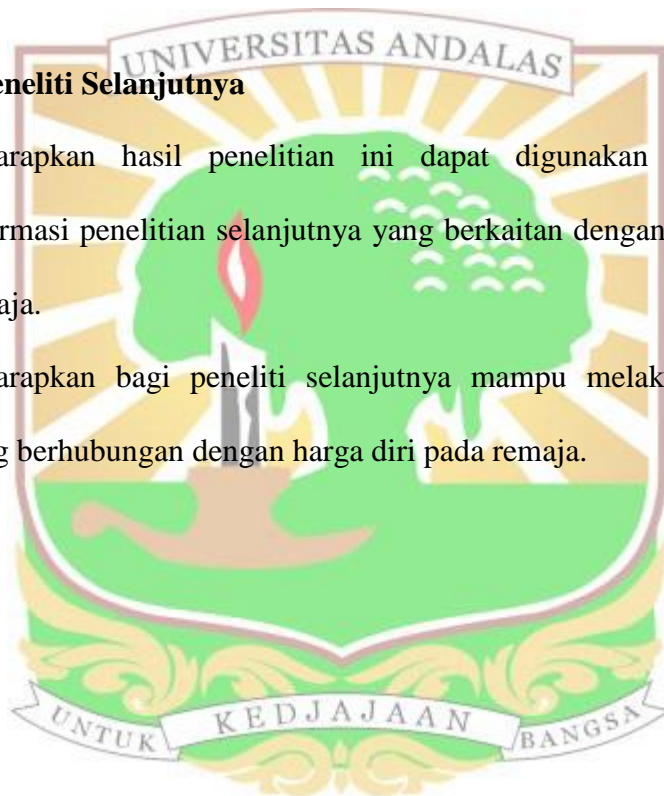 UNIVERSITAS ANDALAS
eneliti Selanjutnya
arapkan hasil penelitian ini dapat digunakan
rmasi penelitian selanjutnya yang berkaitan dengan
aja.
arapkan bagi peneliti selanjutnya mampu melak
g berhubungan dengan harga diri pada remaja.
UNTUK KEDJAJAAN BANGSA